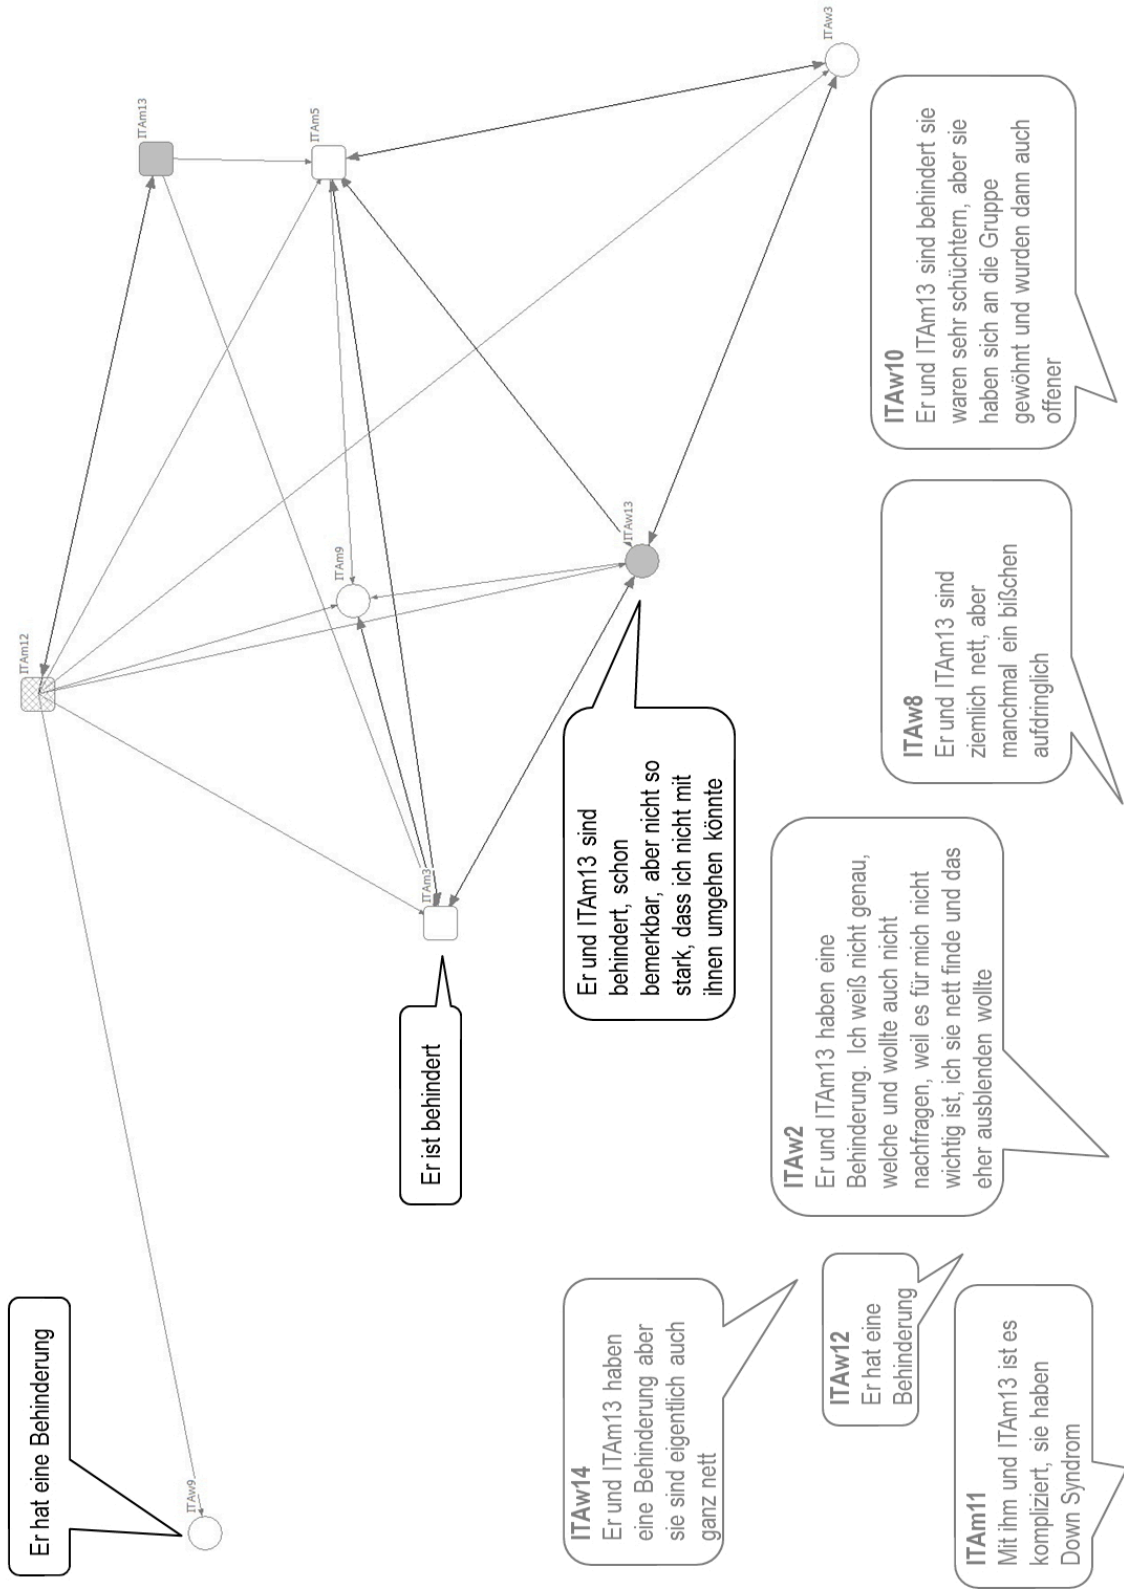 Er hat eine Behinderung
ITAm12
ITAm13
ITAw9
ITAm5
ITAm9
ITAm3
Er ist behindert
ITAw13
ITAw3
Er und ITAm13 sind
behindert, schon
bemerkbar, aber nicht so
stark, dass ich nicht mit
ihnen umgehen könnte
ITAw14
Er und ITAm13 haben
eine Behinderung aber
sie sind eigentlich auch
ganz nett
ITAw12
Er hat eine
Behinderung
ITAm11
Mit ihm und ITAm13 ist es
kompliziert, sie haben
Down Syndrom
ITAw2
Er und ITAm13 haben eine
Behinderung. Ich weiß nicht genau,
welche und wollte auch nicht
nachfragen, weil es für mich nicht
wichtig ist, ich sie nett finde und das
eher ausblenden wollte
ITAw8
Er und ITAm13 sind
ziemlich nett, aber
manchmal ein bißchen
aufdringlich
ITAw10
Er und ITAm13 sind behindert sie
waren sehr schüchtern, aber sie
haben sich an die Gruppe
gewöhnt und wurden dann auch
offener